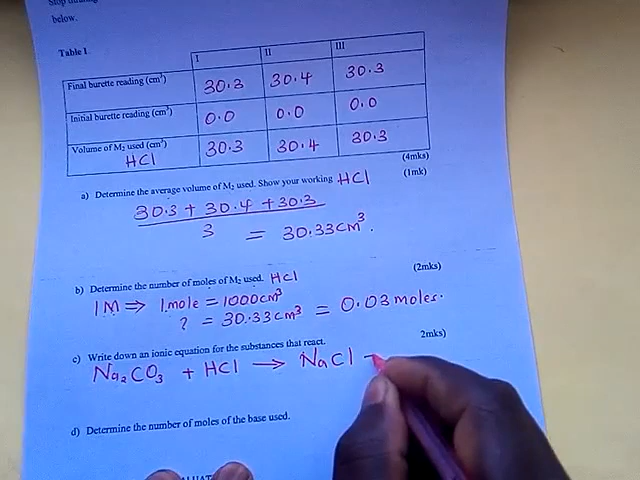 below.
Table 1
I II III
Final burette reading (cm³) 30.3 30.4 30.3
Initial burette reading (cm³) 0.0 0.0 0.0
Volume of M₂ used (cm³) 30.3 30.4 30.3
HCl
(4mks)
a) Determine the average volume of M₂ used. Show your working HCl (1mk)
30.3 + 30.4 + 30.3
3 = 30.33cm³.
b) Determine the number of moles of M₂ used. HCl (2mks)
1M ⇒ 1mole = 1000cm³
? = 30.33cm³ = 0.03moles.
c) Write down an ionic equation for the substances that react. 2mks)
Na₂CO₃ + HCl → NaCl
d) Determine the number of moles of the base used.